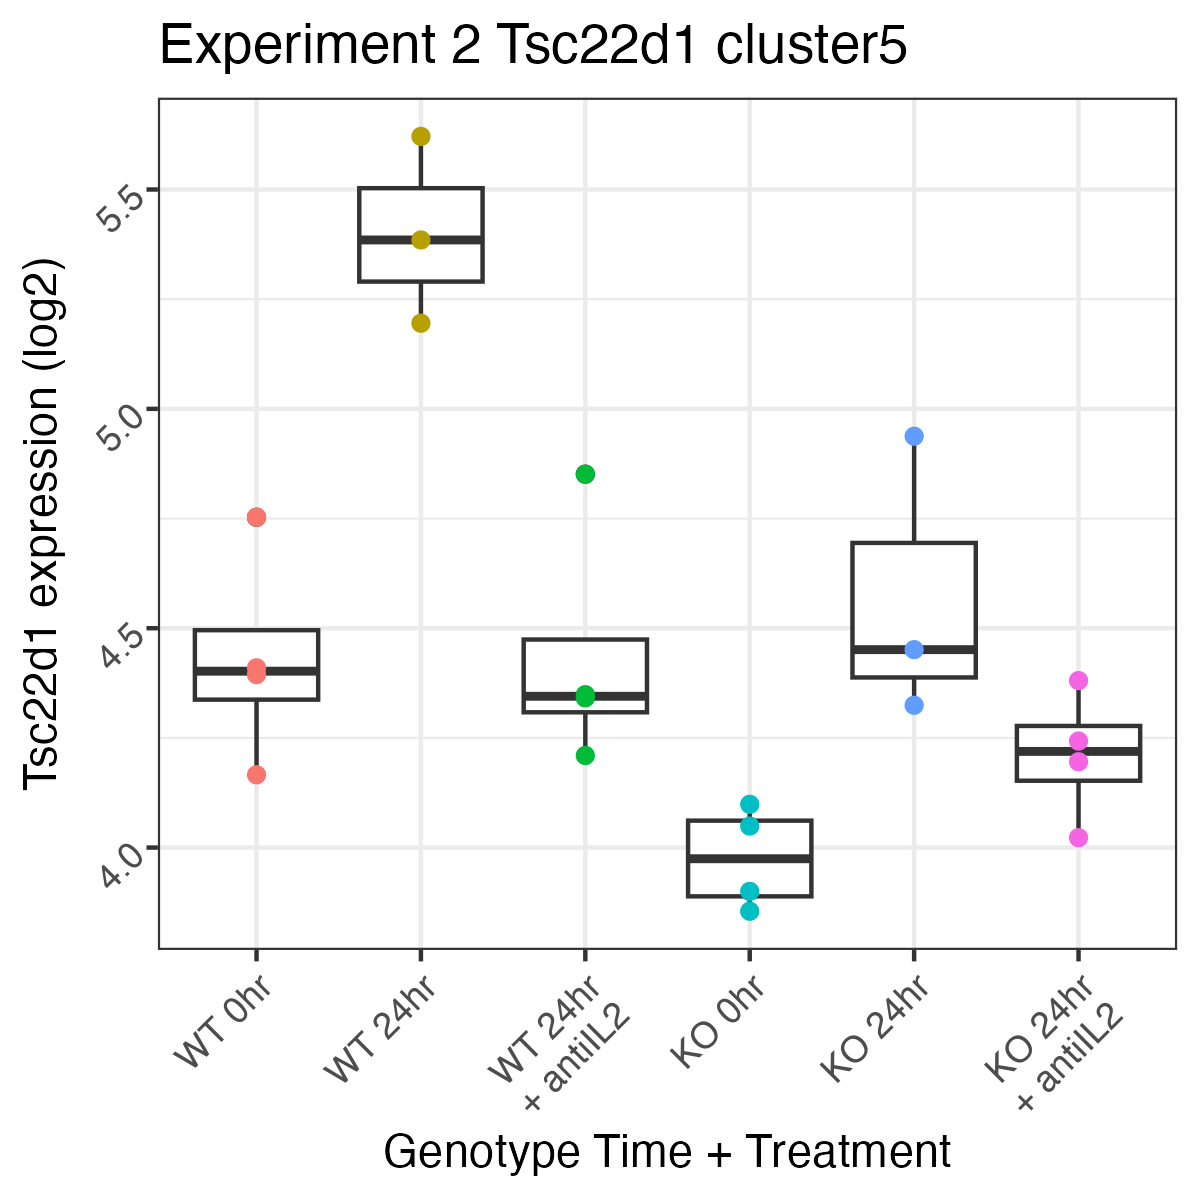 Experiment 2 Tsc22d1 cluster5
Tsc22d1 expression (log2)
5.5
5.0
4.5
4.0
WT 0hr
WT 24hr
WT 24hr
+ antiIL2
KO 0hr
KO 24hr
KO 24hr
+ antiIL2
Genotype Time + Treatment